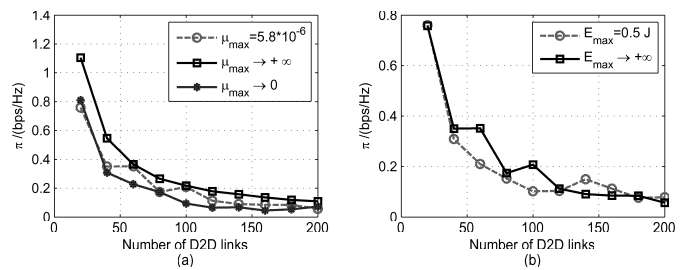 1.4
1.2
1
0.8
0.6
0.4
0.2
0
0
50
100
150
200
π /(bps/Hz)
Number of D2D links
(a)
μmax=5.8*10-6
μmax→ + ∞
μmax→ 0
0.8
0.6
0.4
0.2
0
0
50
100
150
200
π /(bps/Hz)
Number of D2D links
(b)
Emax=0.5 J
Emax→ +∞